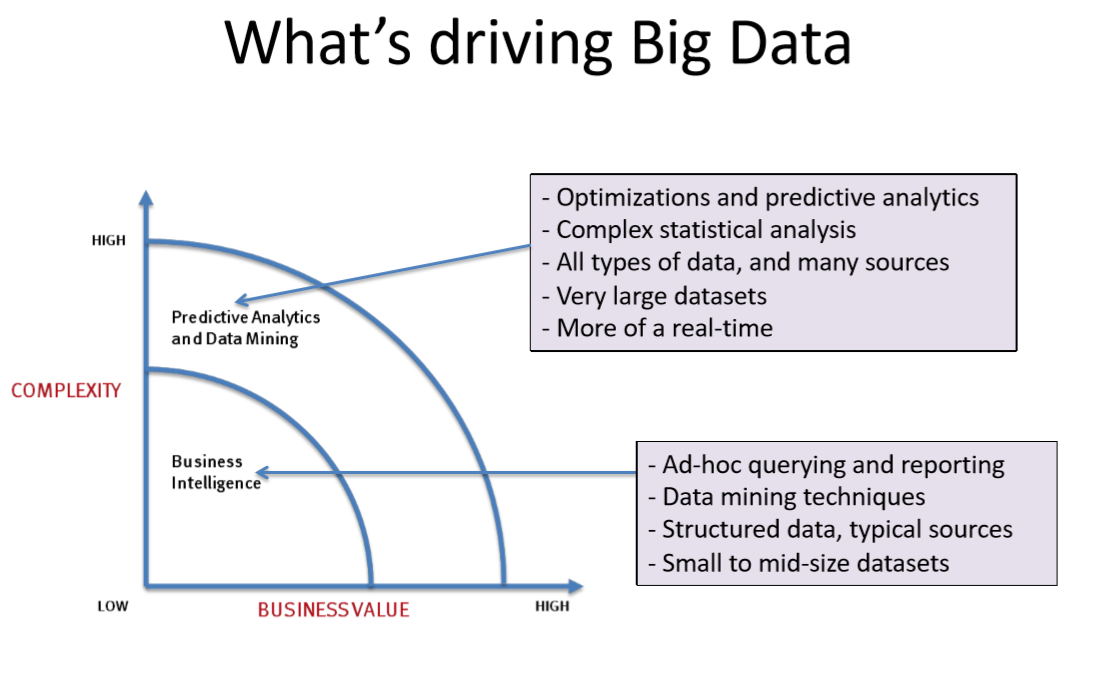 What's driving Big Data
- Optimizations and predictive analytics
- Complex statistical analysis
- All types of data, and many sources
- Very large datasets
- More of a real-time
HIGH
Predictive Analytics
and Data Mining
COMPLEXITY
Business
Intelligence
- Ad-hoc querying and reporting
- Data mining techniques
- Structured data, typical sources
- Small to mid-size datasets
LOW
BUSINESS VALUE
HIGH